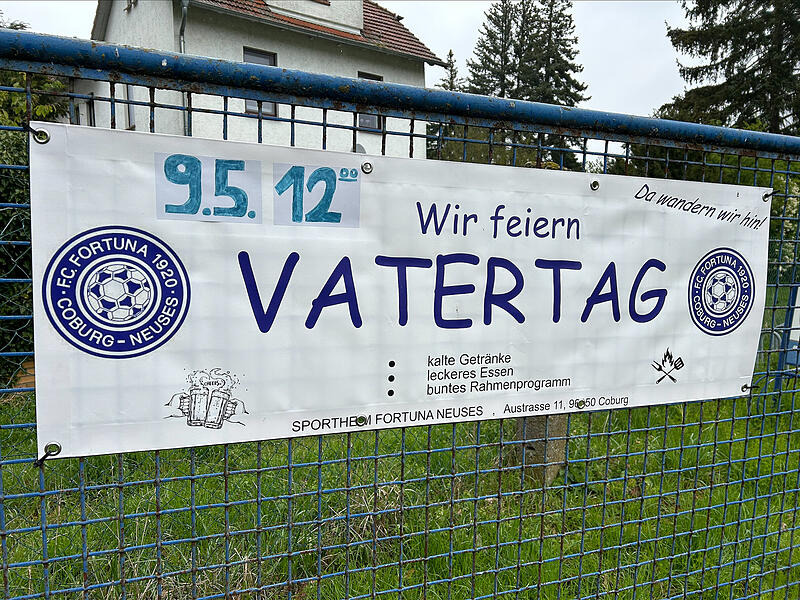 9.5. 12⁰⁰
Da wandern wir hin!
Wir feiern
VATERTAG
FC. FORTUNA 1920
COBURG - NEUSES
FC. FORTUNA 1920
COBURG - NEUSES
• kalte Getränke
• leckeres Essen
• buntes Rahmenprogramm
SPORTHEIM FORTUNA NEUSES , Austrasse 11, Coburg